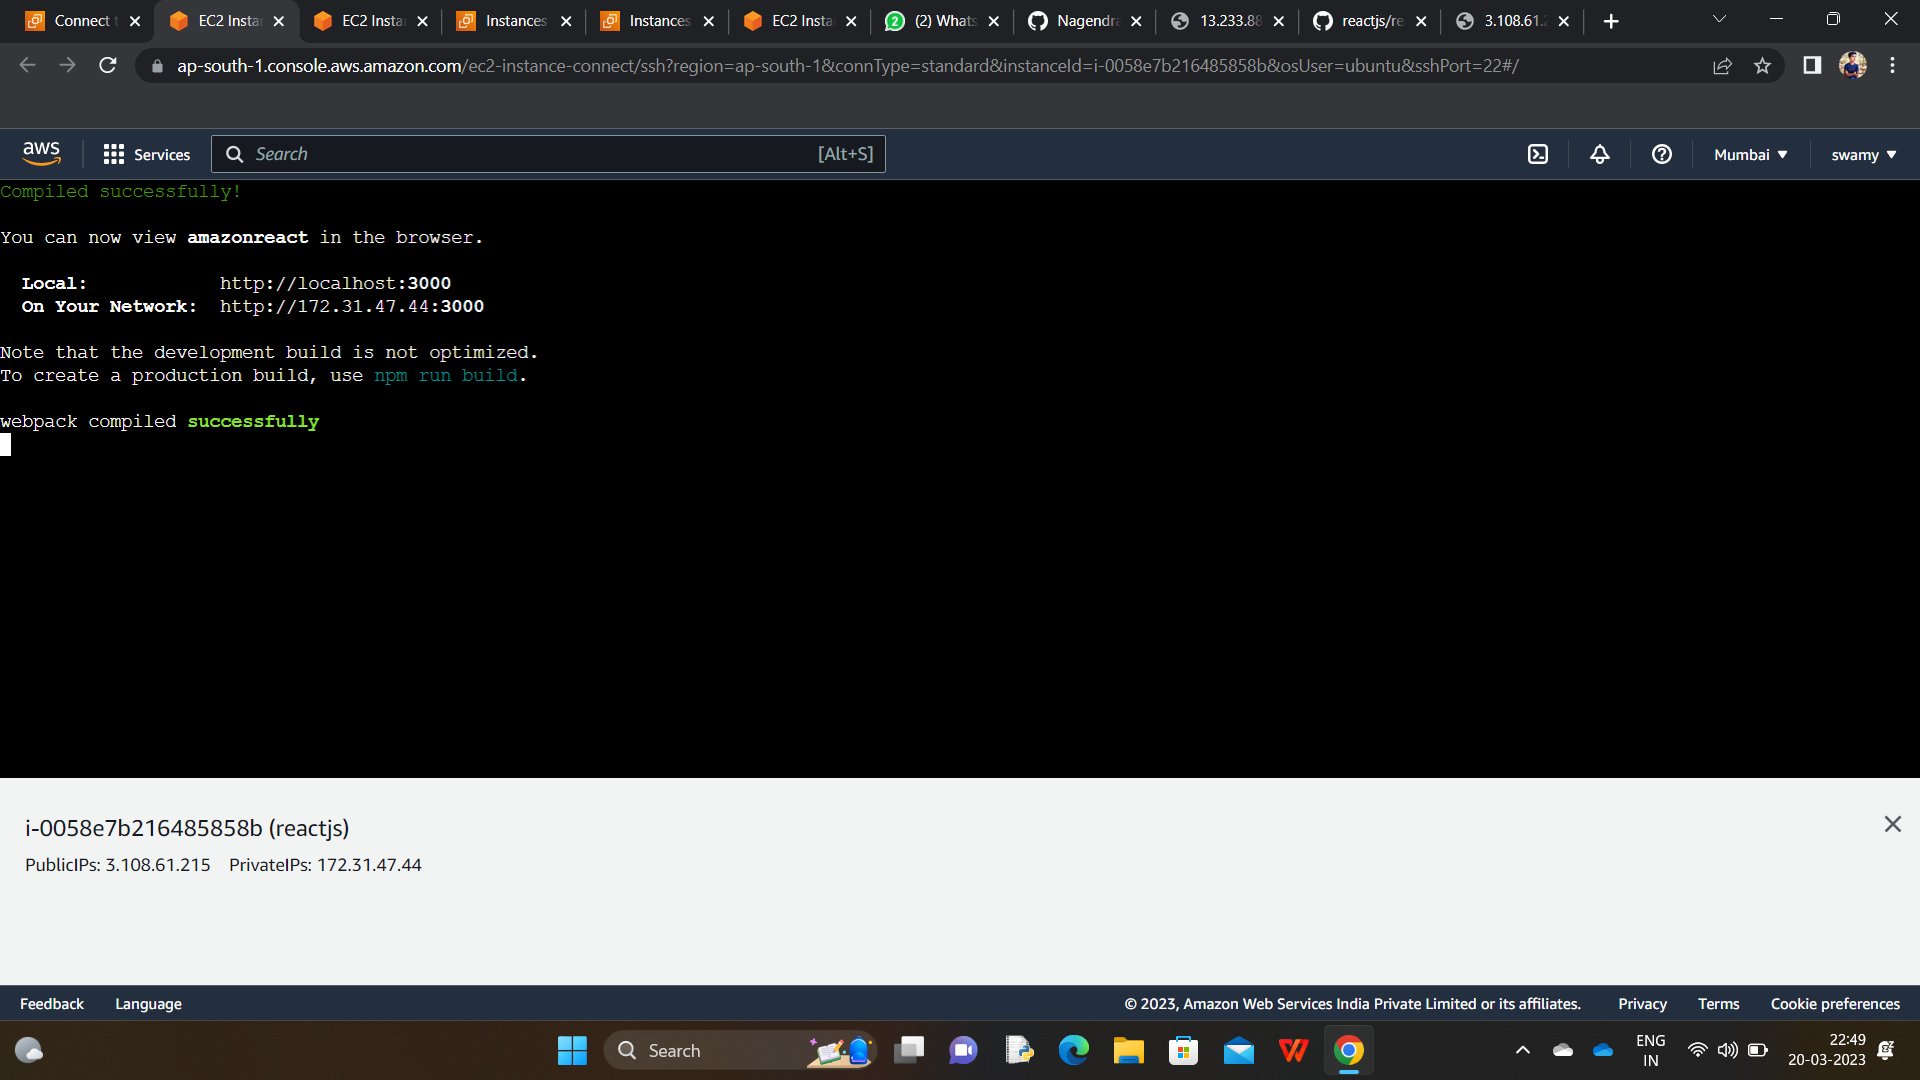 Connect t
EC2 Instar
EC2 Instar
Instances
Instances
EC2 Insta
2 (2) Whats
Nagendra
13.233.88
reactjs/re
3.108.61.2
ap-south-1.console.aws.amazon.com/ec2-instance-connect/ssh?region=ap-south-1&connType=standard&instanceId=i-0058e7b216485858b&osUser=ubuntu&sshPort=22#/
aws Services Search [Alt+S] Mumbai swamy
Compiled successfully!
You can now view amazonreact in the browser.
Local: http://localhost:3000
On Your Network: http://172.31.47.44:3000
Note that the development build is not optimized.
To create a production build, use npm run build.
webpack compiled successfully
i-0058e7b216485858b (reactjs)
PublicIPs: 3.108.61.215 PrivateIPs: 172.31.47.44
Feedback Language © 2023, Amazon Web Services India Private Limited or its affiliates. Privacy Terms Cookie preferences
Search
ENG
IN
22:49
20-03-2023